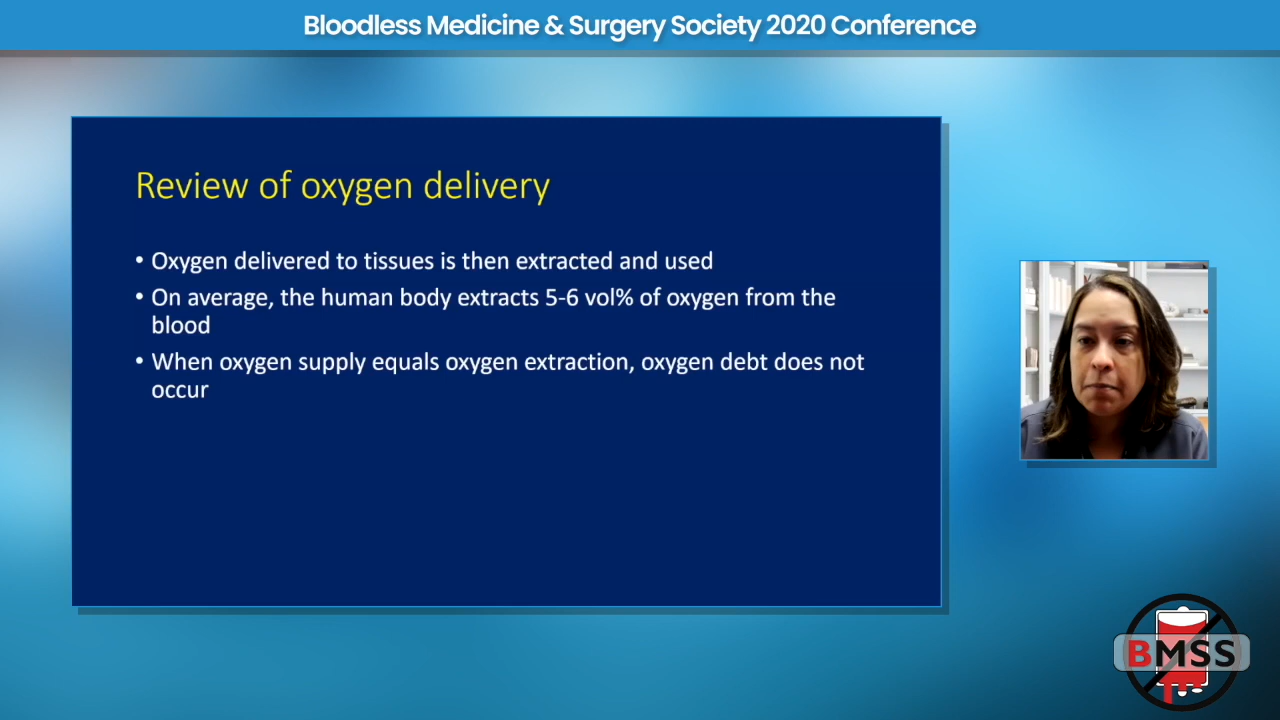 Bloodless Medicine & Surgery Society 2020 Conference
Review of oxygen delivery
• Oxygen delivered to tissues is then extracted and used
• On average, the human body extracts 5-6 vol% of oxygen from the
blood
• When oxygen supply equals oxygen extraction, oxygen debt does not
occur
BMSS